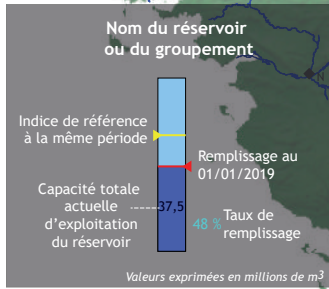 Nom du réservoir
ou du groupement
Indice de référence
à la même période
Remplissage au
01/01/2019
Capacité totale
actuelle
d'exploitation
du réservoir
37,5
48 %
Taux de
remplissage
Valeurs exprimées en millions de m³